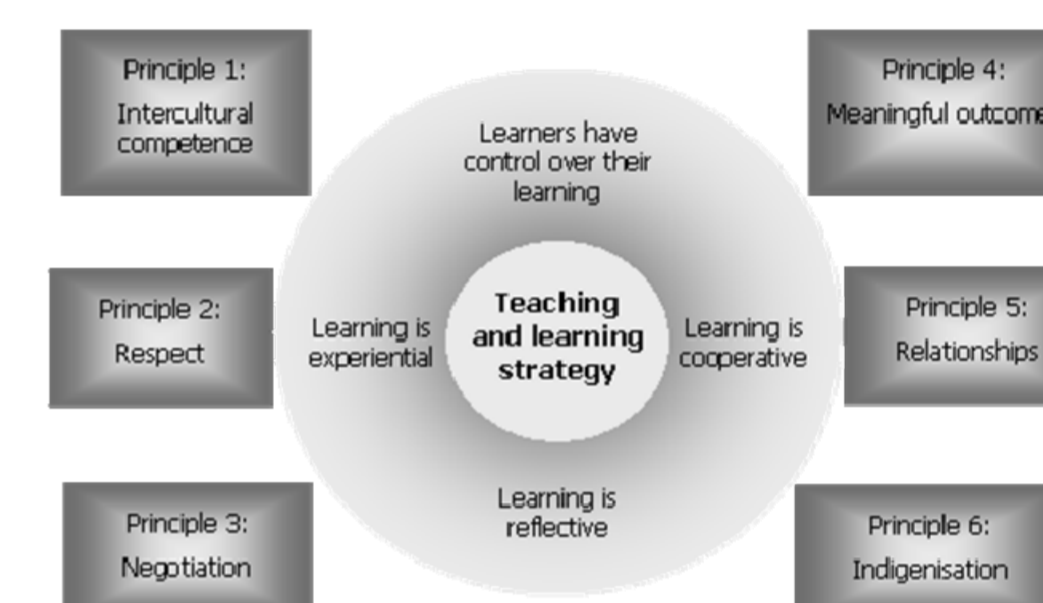 Principle 1:
Intercultural
competence
Principle 2:
Respect
Principle 3:
Negotiation
Learners have
control over their
learning
Learning is
experiential
Teaching
and learning
strategy
Learning is
cooperative
Learning is
reflective
Principle 4:
Meaningful outcome
Principle 5:
Relationships
Principle 6:
Indigenisation